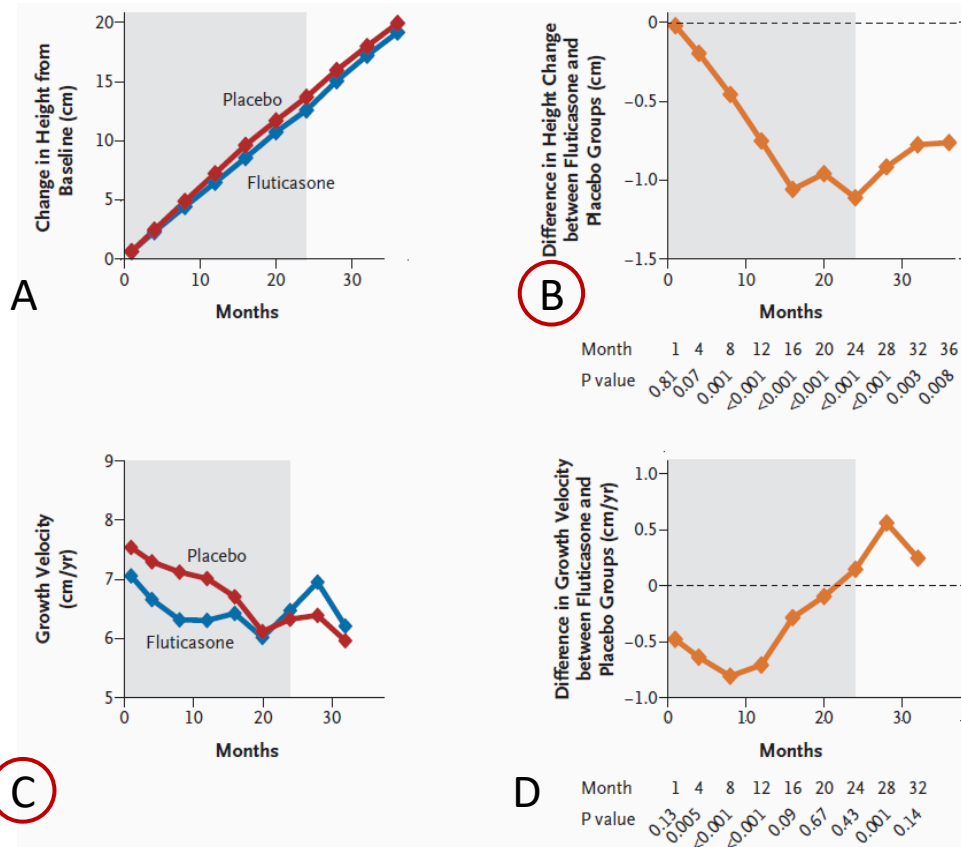 Change in Height from
Baseline (cm)
20
15
10
5
0
Placebo
Fluticasone
0 10 20 30
Months
A
Difference in Height Change
between Fluticasone and
Placebo Groups (cm)
0
−0.5
−1.0
−1.5
0 10 20 30
Months
B
Month 1 4 8 12 16 20 24 28 32 36
P value 0.81 0.07 0.001 <0.001 <0.001 <0.001 <0.001 <0.001 0.003 0.008
Growth Velocity
(cm/yr)
9
8
7
6
5
Placebo
Fluticasone
0 10 20 30
Months
C
Difference in Growth Velocity
between Fluticasone and
Placebo Groups (cm/yr)
1.0
0.5
0
−0.5
−1.0
0 10 20 30
Months
D
Month 1 4 8 12 16 20 24 28 32
P value 0.13 0.005 <0.001 <0.001 0.09 0.67 0.43 0.001 0.14